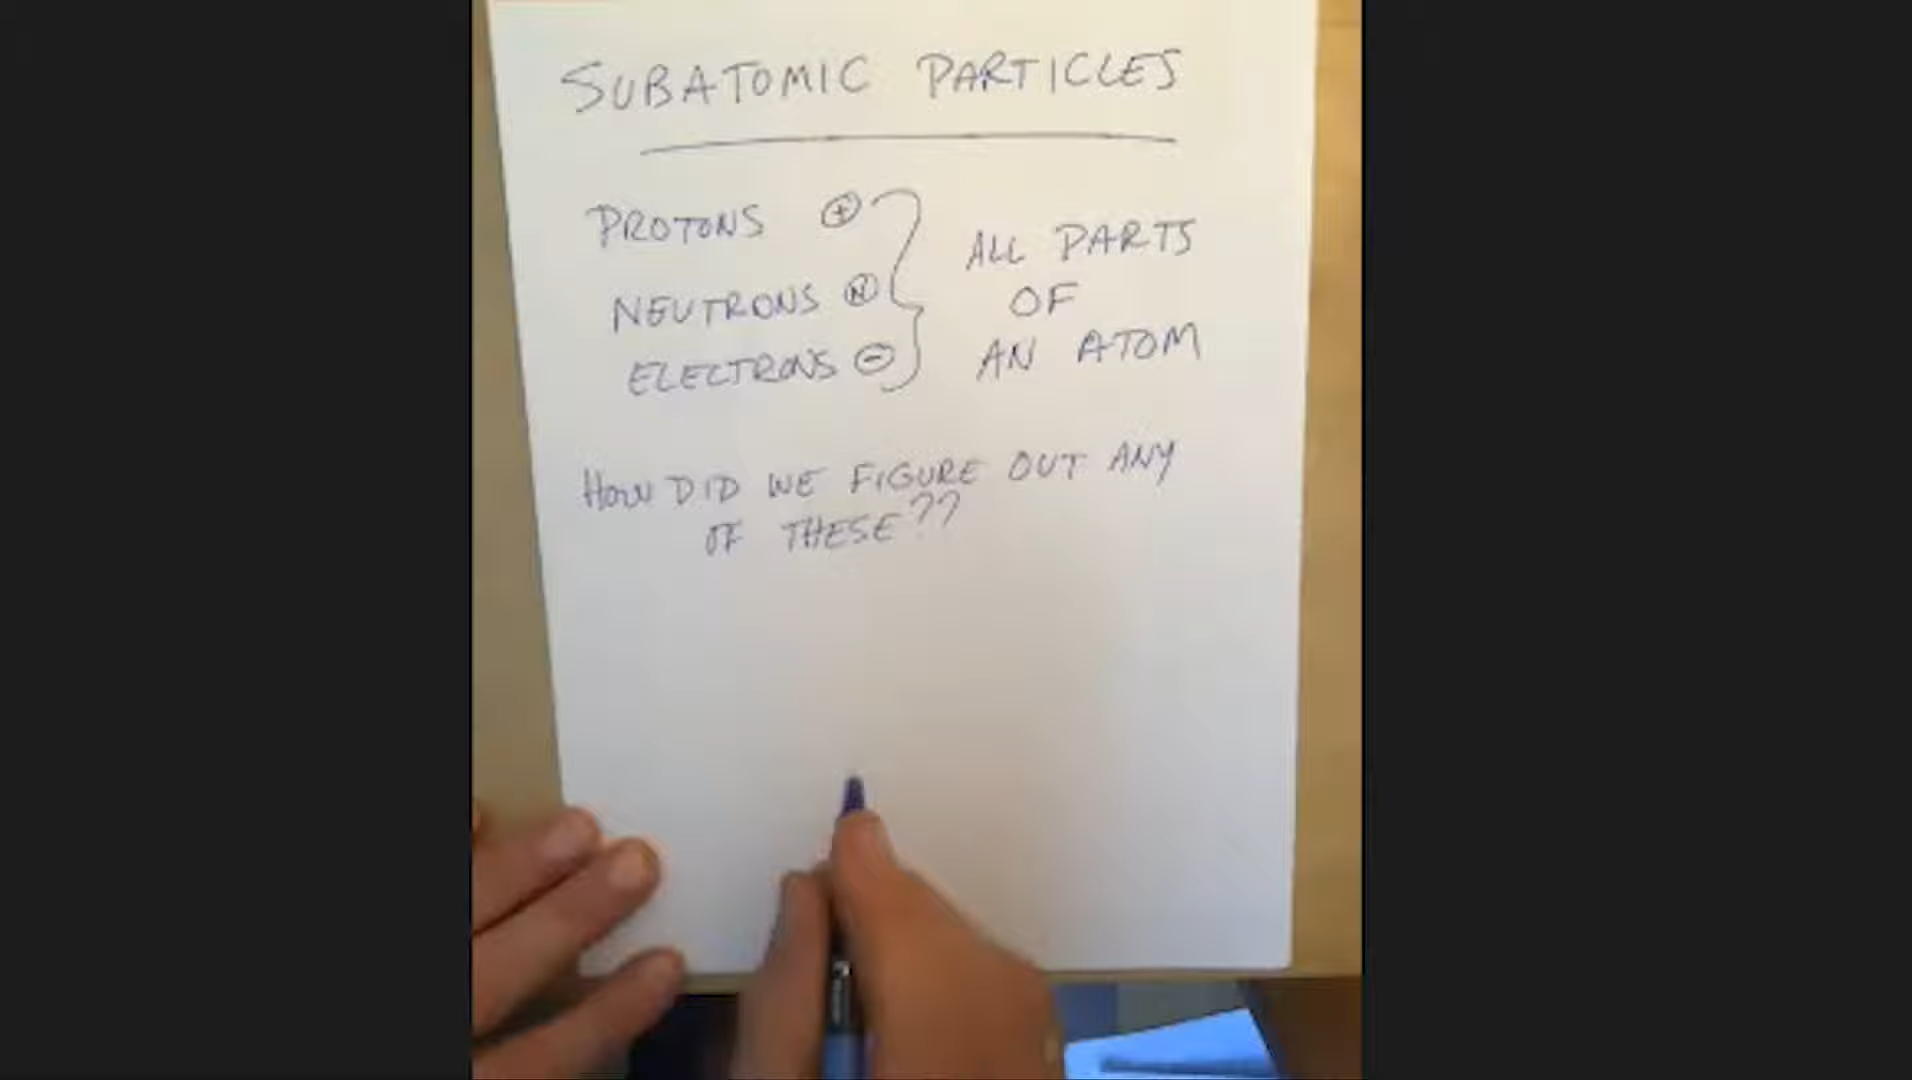 SUBATOMIC PARTICLES
PROTONS +
NEUTRONS N
ELECTRONS -
ALL PARTS
OF
AN ATOM
HOW DID WE FIGURE OUT ANY
OF THESE??